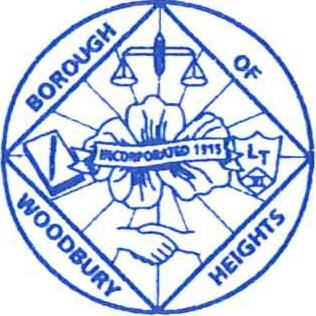 BOROUGH
OF
INCORPORATED 1915
LT
WOODBURY
HEIGHTS